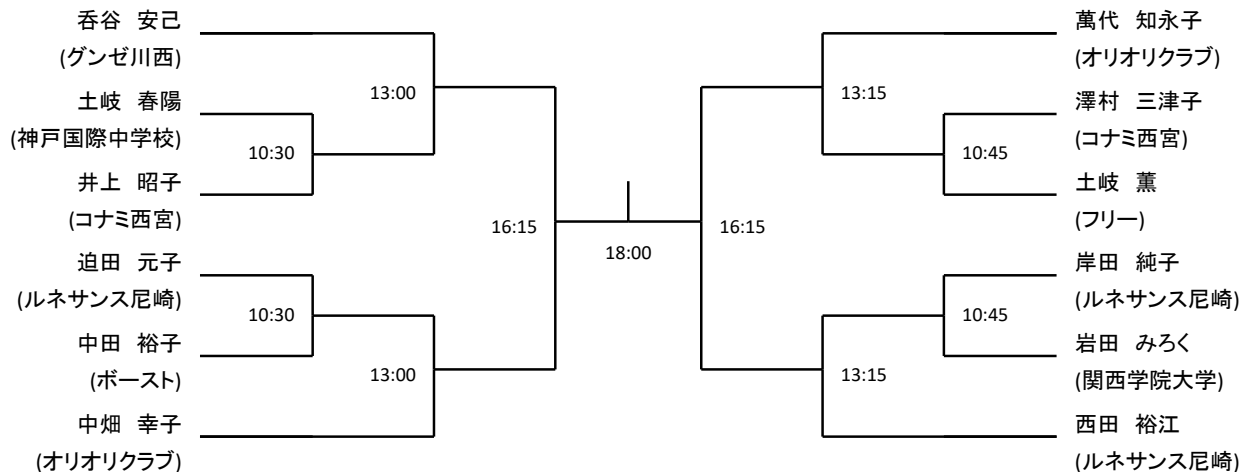 呑谷 安己
(グンゼ川西)
土岐 春陽
(神戸国際中学校)
井上 昭子
(コナミ西宮)
迫田 元子
(ルネサンス尼崎)
中田 裕子
(ボースト)
中畑 幸子
(オリオリクラブ)
13:00
10:30
16:15
10:30
13:00
18:00
13:15
10:45
16:15
10:45
13:15
萬代 知永子
(オリオリクラブ)
澤村 三津子
(コナミ西宮)
土岐 薫
(フリー)
岸田 純子
(ルネサンス尼崎)
岩田 みろく
(関西学院大学)
西田 裕江
(ルネサンス尼崎)